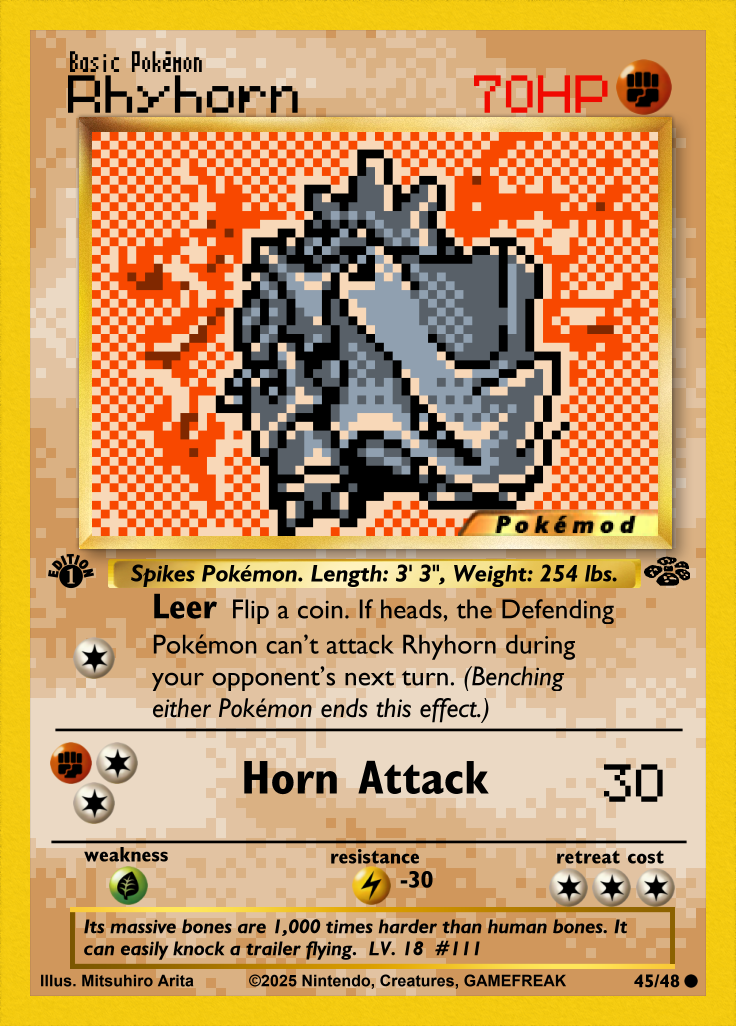 Basic Pokémon
Rhyhorn 70HP
Pokémod
EDITION 1
Spikes Pokémon. Length: 3' 3", Weight: 254 lbs.
Leer Flip a coin. If heads, the Defending
Pokémon can't attack Rhyhorn during
your opponent's next turn. (Benching
either Pokémon ends this effect.)
Horn Attack 30
weakness resistance retreat cost
-30
Its massive bones are 1,000 times harder than human bones. It
can easily knock a trailer flying. LV. 18 #111
Illus. Mitsuhiro Arita ©2025 Nintendo, Creatures, GAMEFREAK 45/48